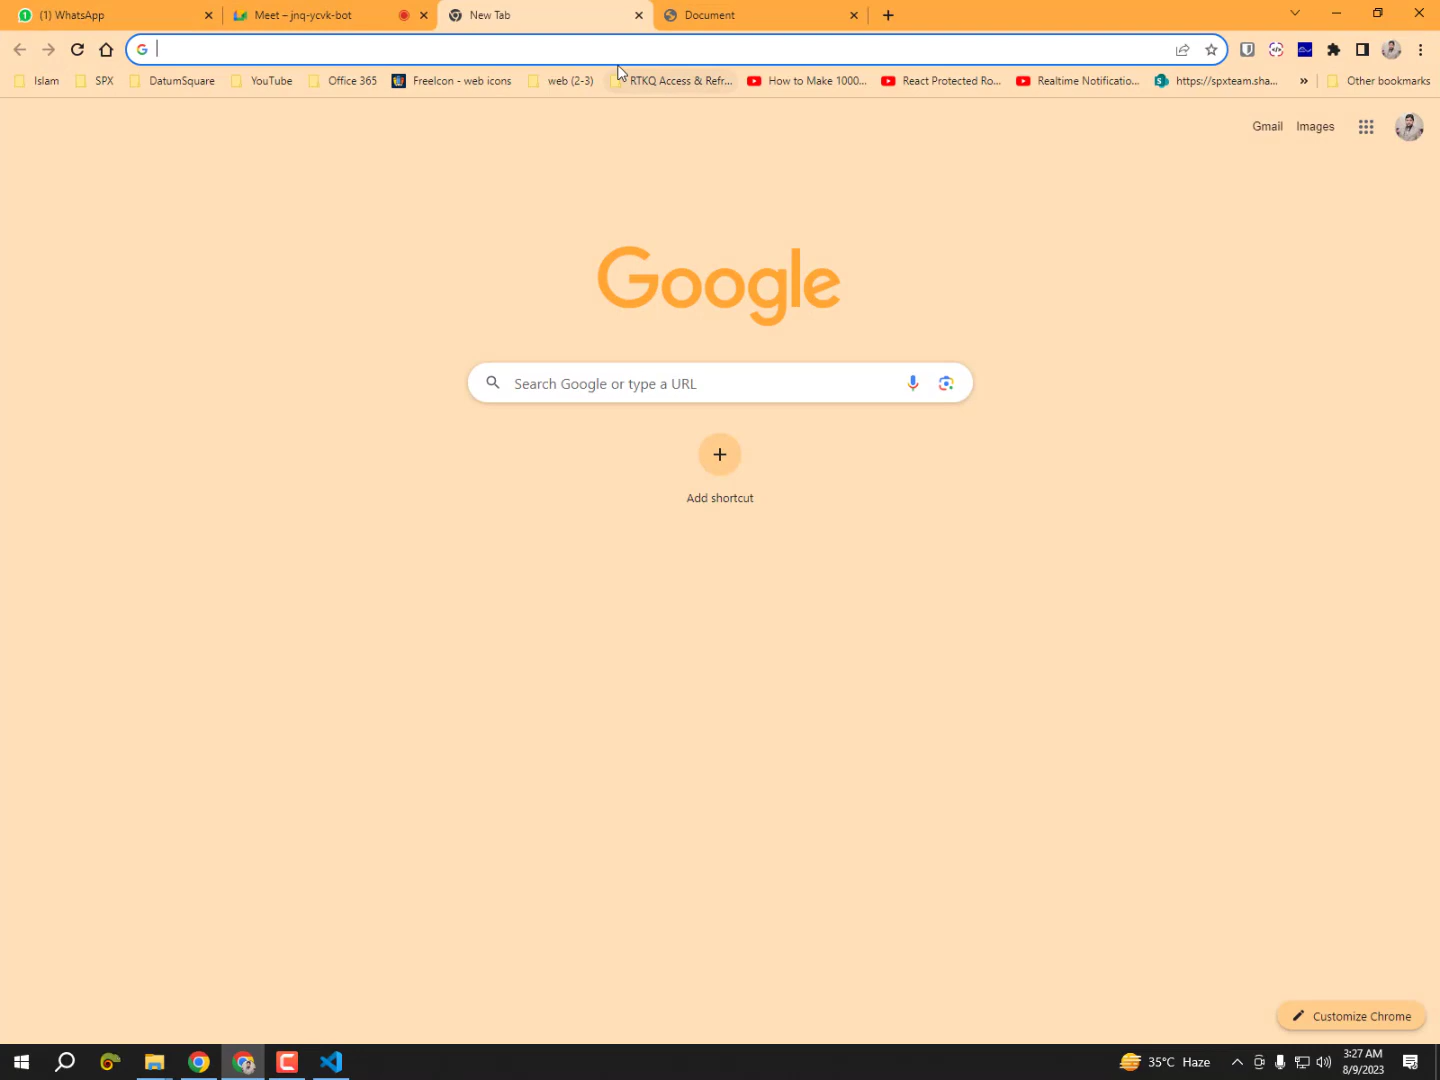 (1) WhatsApp
Meet – jnq-ycvk-bot
New Tab
Document
Islam
SPX
DatumSquare
YouTube
Office 365
FreeIcon - web icons
web (2-3)
RTKQ Access & Refr...
How to Make 1000...
React Protected Ro...
Realtime Notificatio...
https://spxteam.sha...
Other bookmarks
Gmail
Images
Google
Search Google or type a URL
Add shortcut
Customize Chrome
35°C Haze
3:27 AM
8/9/2023